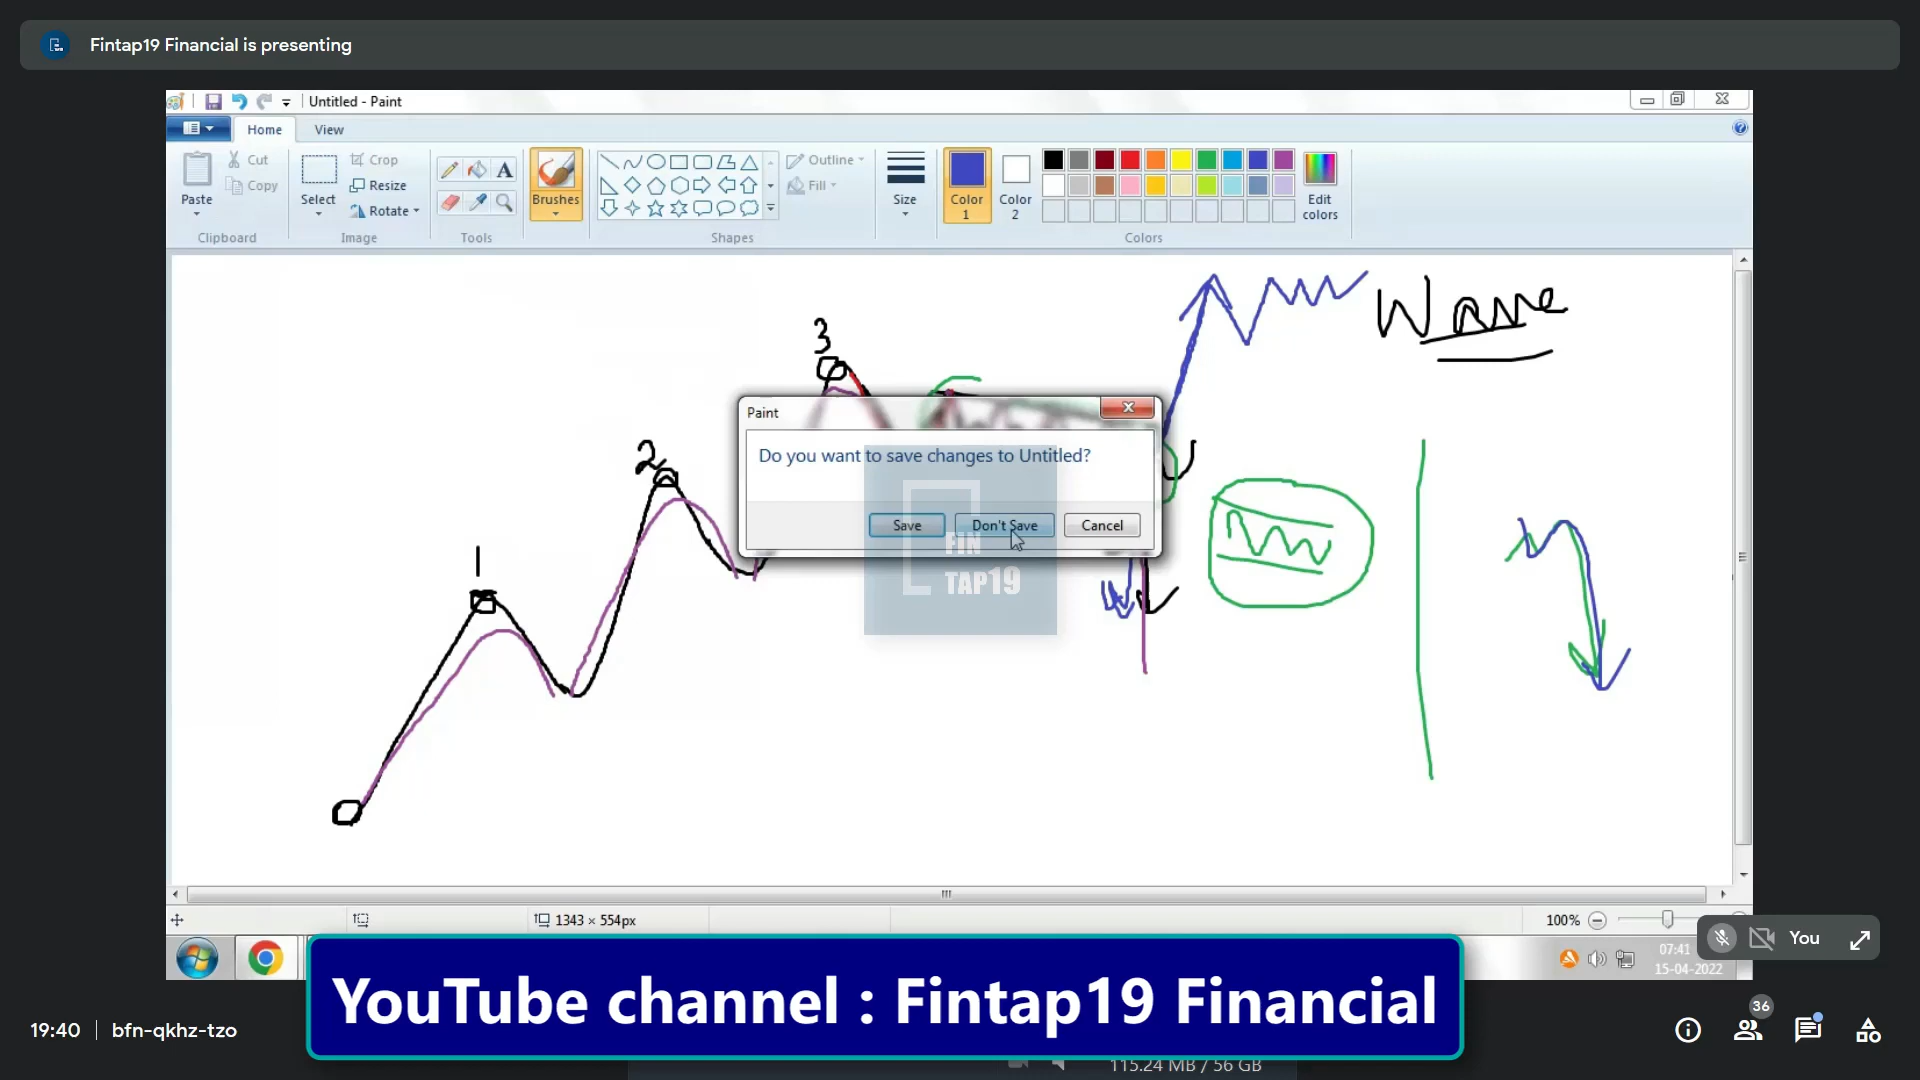 Fintap19 Financial is presenting
Untitled - Paint
Home View
Paste
Cut
Copy
Clipboard
Select
Crop
Resize
Rotate
Image
A
Tools
Brushes
Outline
Fill
Shapes
Size
Color
1
Color
2
Edit
colors
Colors
1
2
3
Paint
Do you want to save changes to Untitled?
Save Don't Save Cancel
FIN
TAP19
1343 × 554px
100%
07:41
15-04-2022
You
YouTube channel : Fintap19 Financial
19:40 bfn-qkhz-tzo
36
115.24 MB / 56 GB